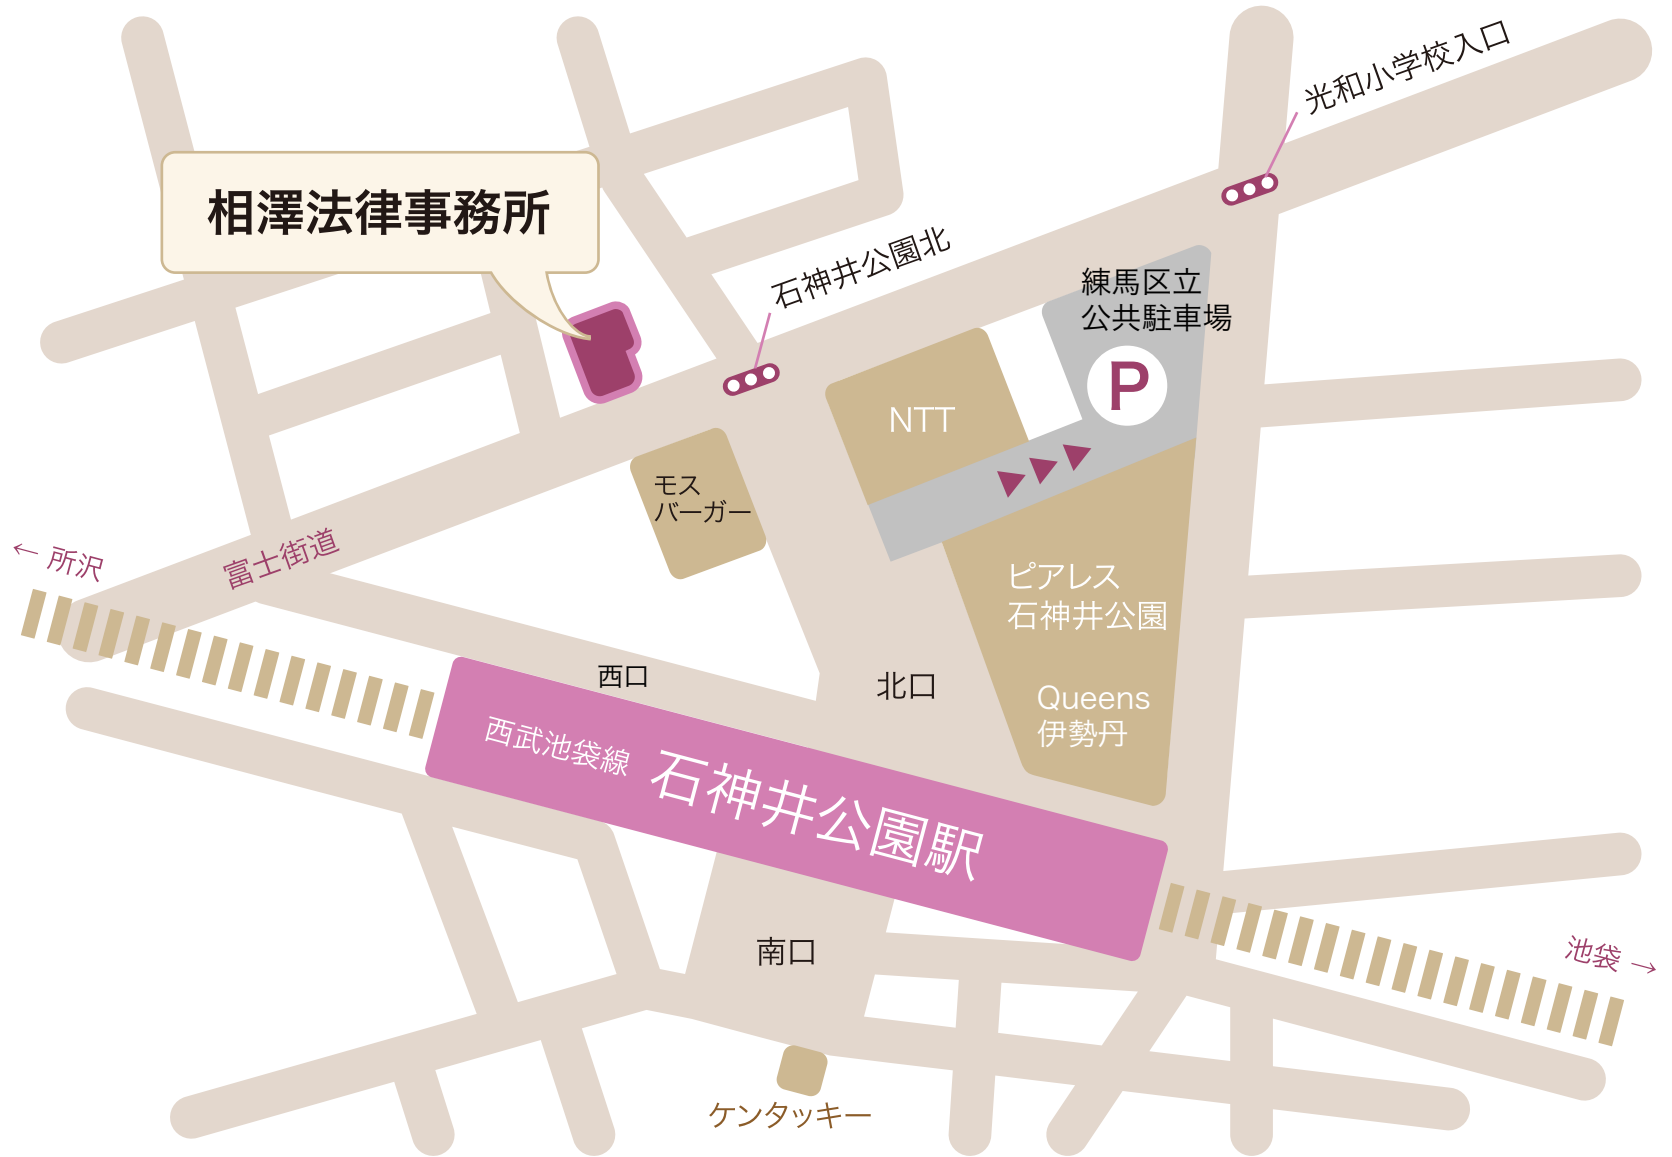 光和小学校入口
相澤法律事務所
石神井公園北
練馬区立
公共駐車場
P
NTT
モス
バーガー
← 所沢
富士街道
ピアレス
石神井公園
西口
北口
Queens
伊勢丹
西武池袋線 石神井公園駅
南口
池袋 →
ケンタッキー